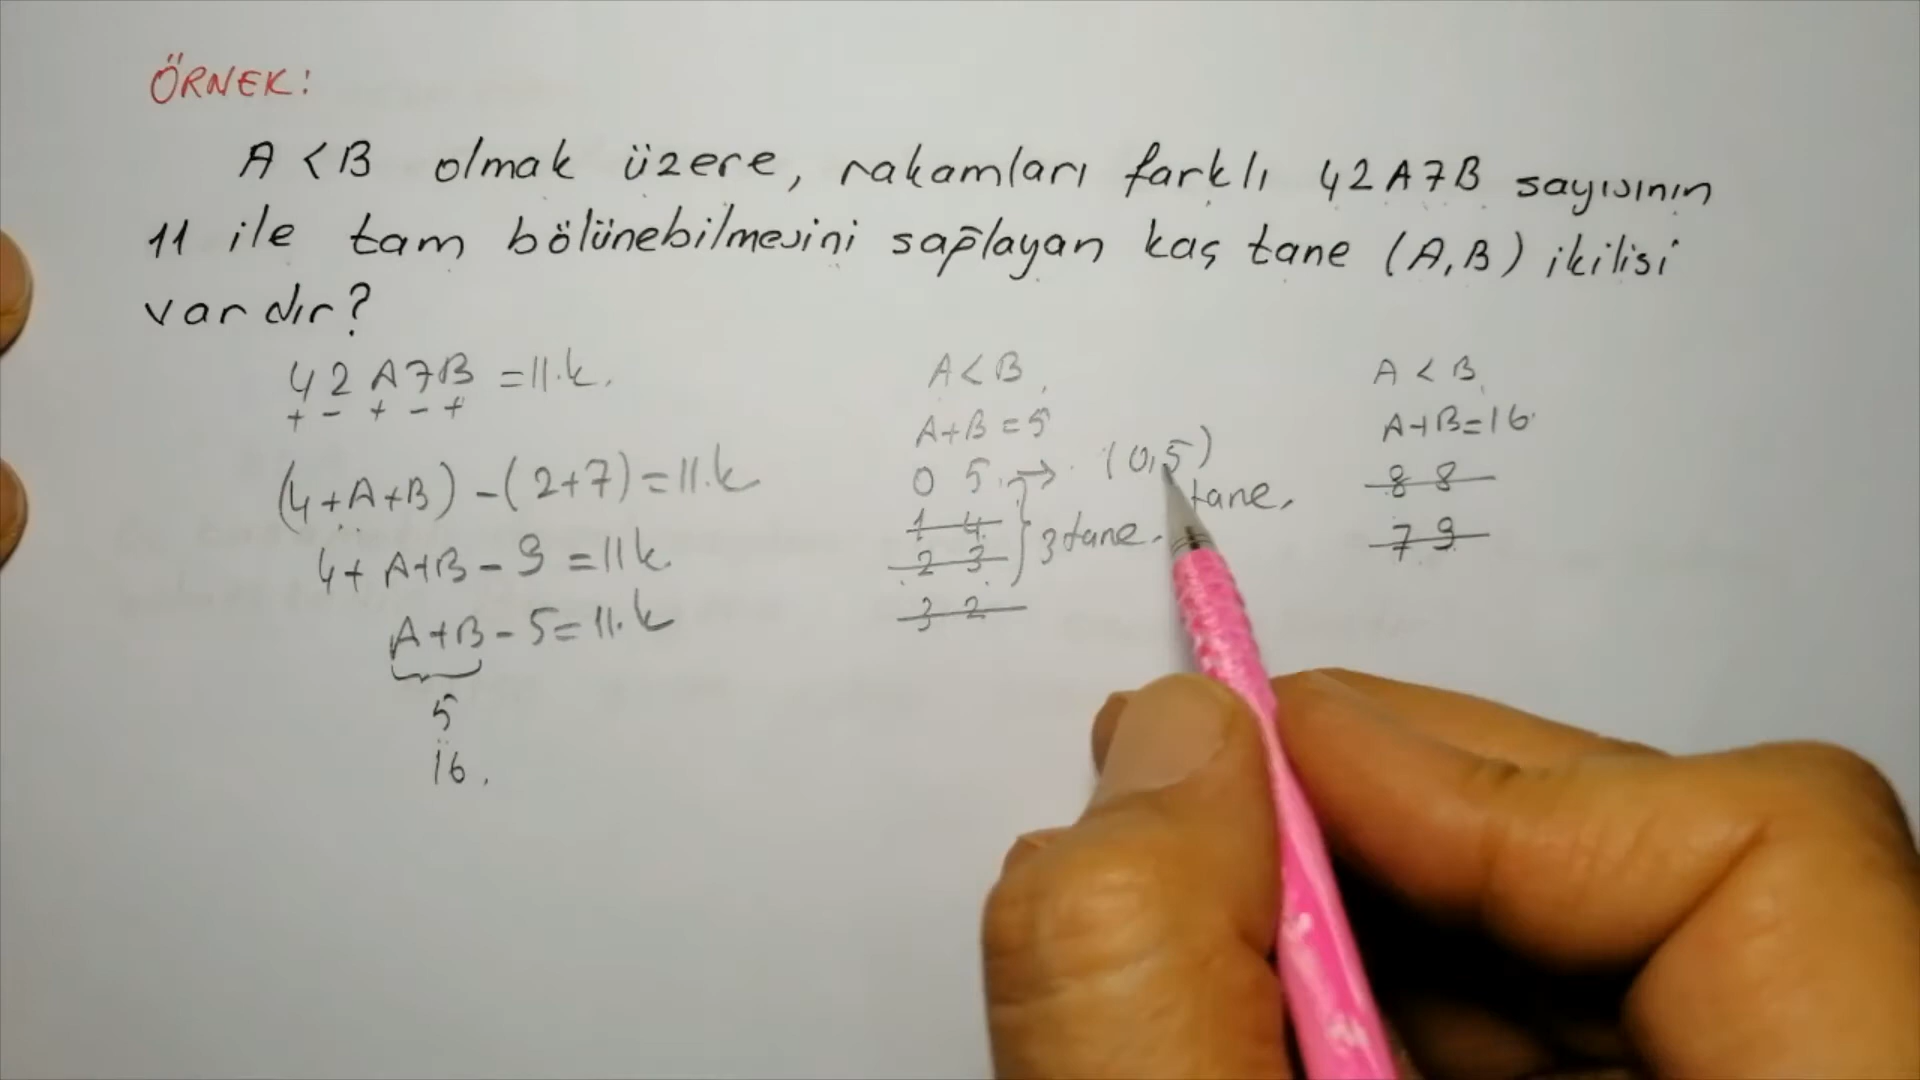 ÖRNEK:
A < B olmak üzere, rakamları farklı 42A7B sayısının
11 ile tam bölünebilmesini sağlayan kaç tane (A,B) ikilisi
vardır?
42A7B = 11.k.
+ - + - +
(4+A+B) - (2+7) = 11.k
4+A+B-9 = 11k.
A+B-5 = 11.k
5
16.
A<B,
A+B=5
0 5 → (0,5)
tane.
1 4
2 3
3 tane.
3 2
A < B,
A+B=16.
8 8
7 9